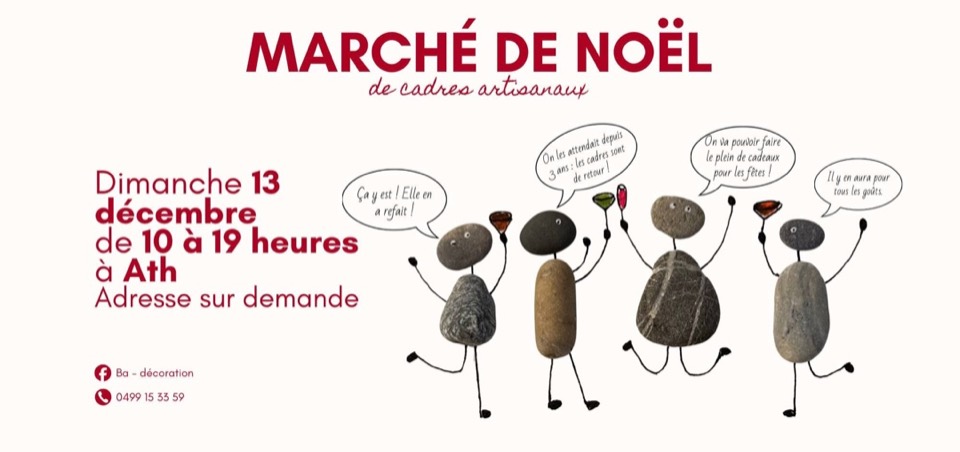 MARCHÉ DE NOËL
de cadres artisanaux
Dimanche 13
décembre
de 10 à 19 heures
à Ath
Adresse sur demande
Ba - décoration
0499 15 33 59
Ça y est ! Elle en
a refait !
On les attendait depuis
3 ans : les cadres sont
de retour !
On va pouvoir faire
le plein de cadeaux
pour les fêtes !
Il y en aura pour
tous les goûts.